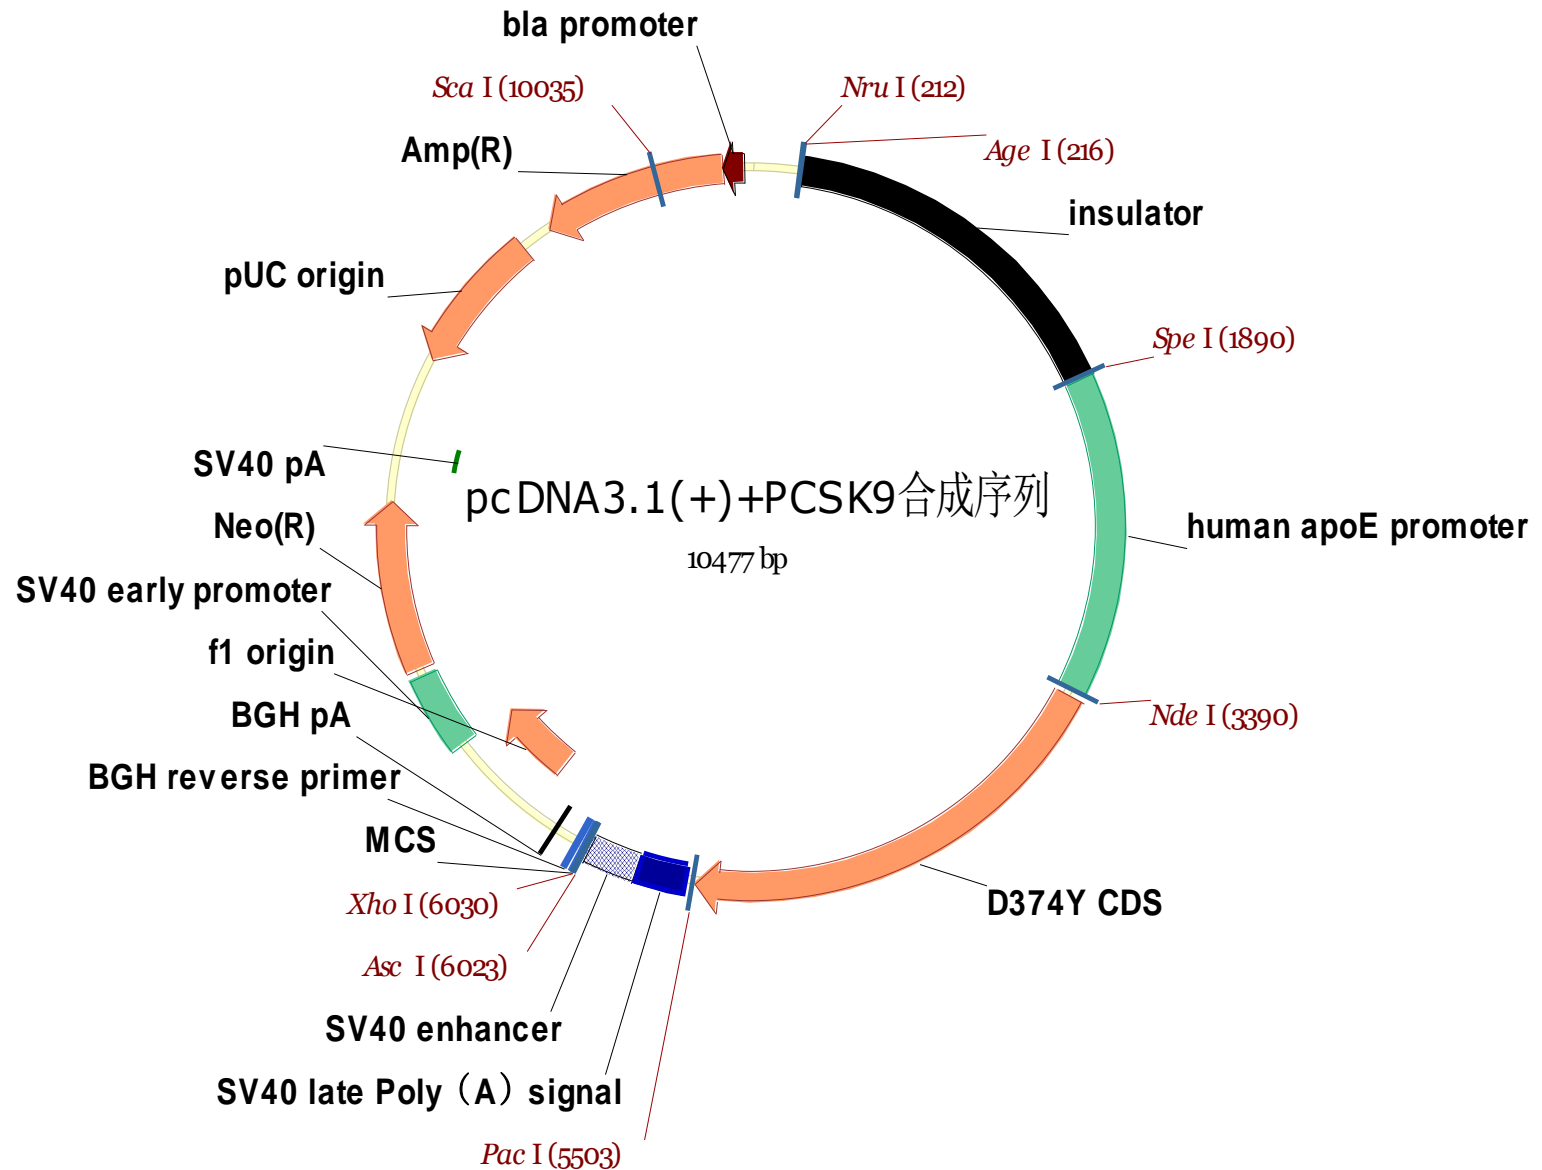 bla promoter
Sca I (10035)
Nru I (212)
Amp(R)
Age I (216)
insulator
pUC origin
Spe I (1890)
SV40 pA
pcDNA3.1(+)+PCSK9合成序列
Neo(R)
human apoE promoter
10477 bp
SV40 early promoter
f1 origin
BGH pA
Nde I (3390)
BGH reverse primer
MCS
Xho I (6030)
D374Y CDS
Asc I (6023)
SV40 enhancer
SV40 late Poly（A）signal
Pac I (5503)